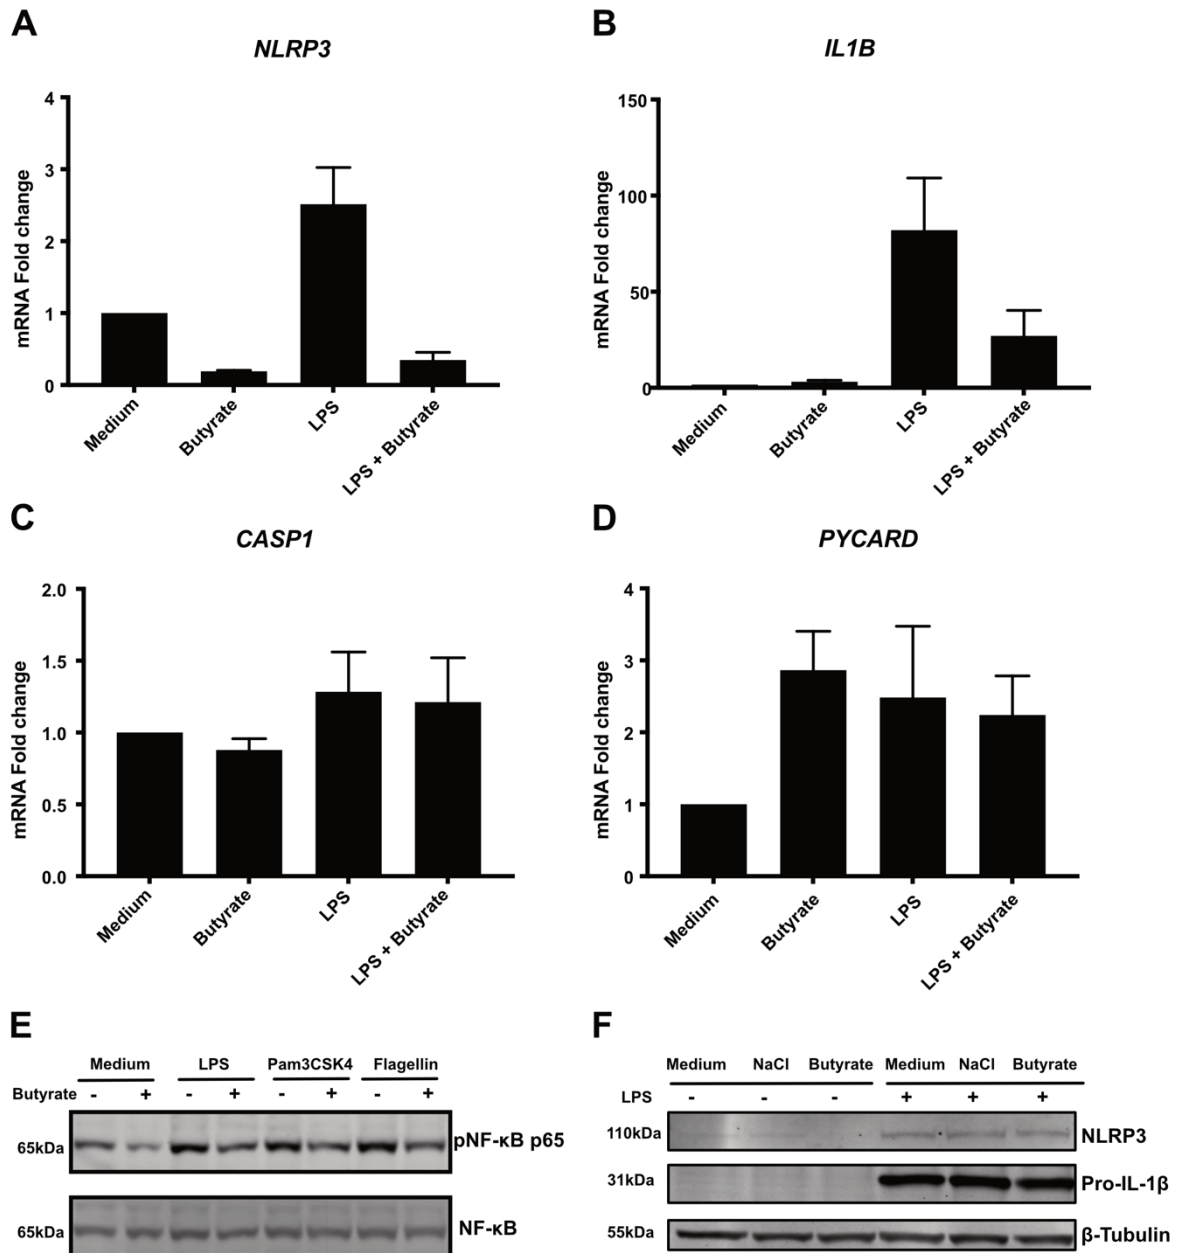 A
NLRP3
mRNA Fold change
4
3
2
1
0
Medium
Butyrate
LPS
LPS + Butyrate
B
IL1B
mRNA Fold change
150
100
50
0
Medium
Butyrate
LPS
LPS + Butyrate
C
CASP1
mRNA Fold change
2.0
1.5
1.0
0.5
0.0
Medium
Butyrate
LPS
LPS + Butyrate
D
PYCARD
mRNA Fold change
4
3
2
1
0
Medium
Butyrate
LPS
LPS + Butyrate
E
Medium LPS Pam3CSK4 Flagellin
Butyrate - + - + - + - +
65kDa pNF-κB p65
65kDa NF-κB
F
Medium NaCl Butyrate Medium NaCl Butyrate
LPS - - - + + +
110kDa NLRP3
31kDa Pro-IL-1β
55kDa β-Tubulin